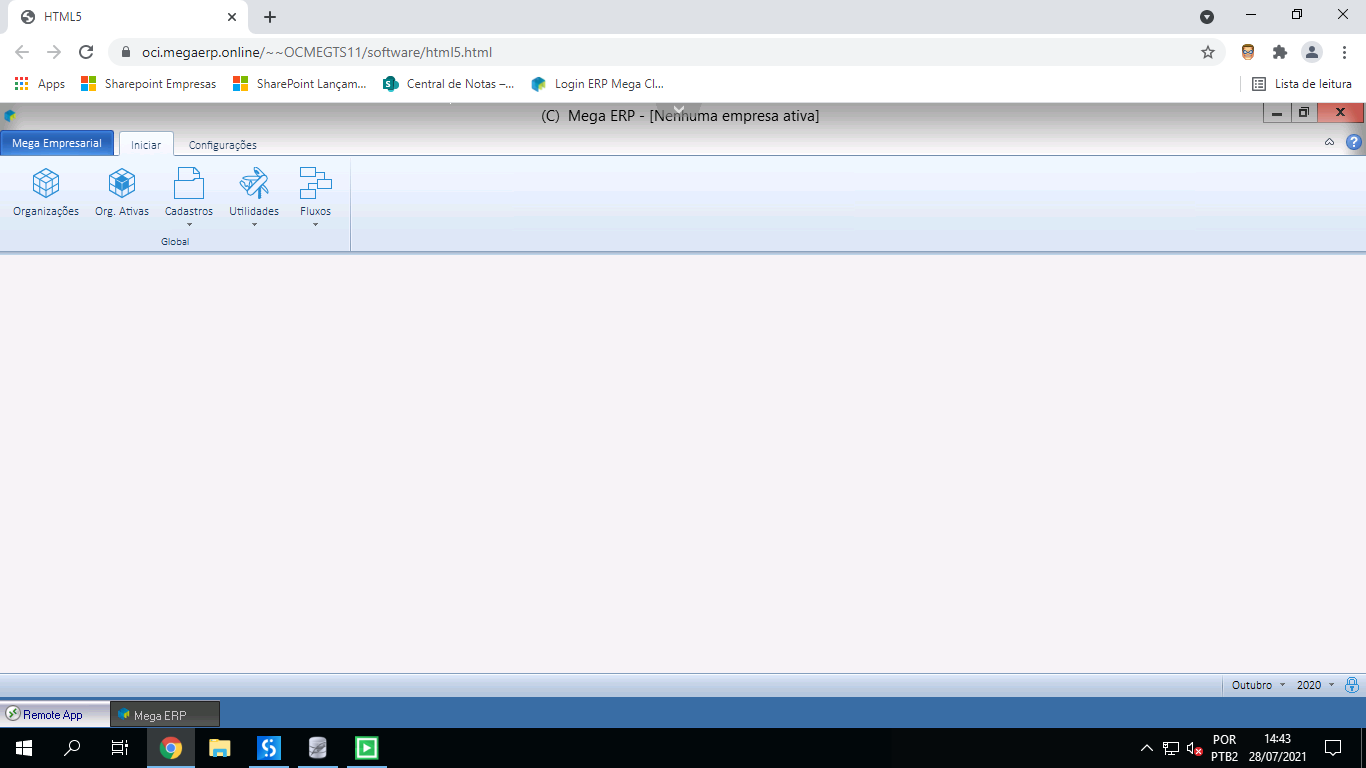 HTML5
oci.megaerp.online/~~OCMEGTS11/software/html5.html
Apps
Sharepoint Empresas
SharePoint Lançam...
Central de Notas –...
Login ERP Mega Cl...
Lista de leitura
(C) Mega ERP - [Nenhuma empresa ativa]
Mega Empresarial
Iniciar
Configurações
Organizações
Org. Ativas
Cadastros
Utilidades
Fluxos
Global
Outubro
2020
Remote App
Mega ERP
POR
PTB2
14:43
28/07/2021